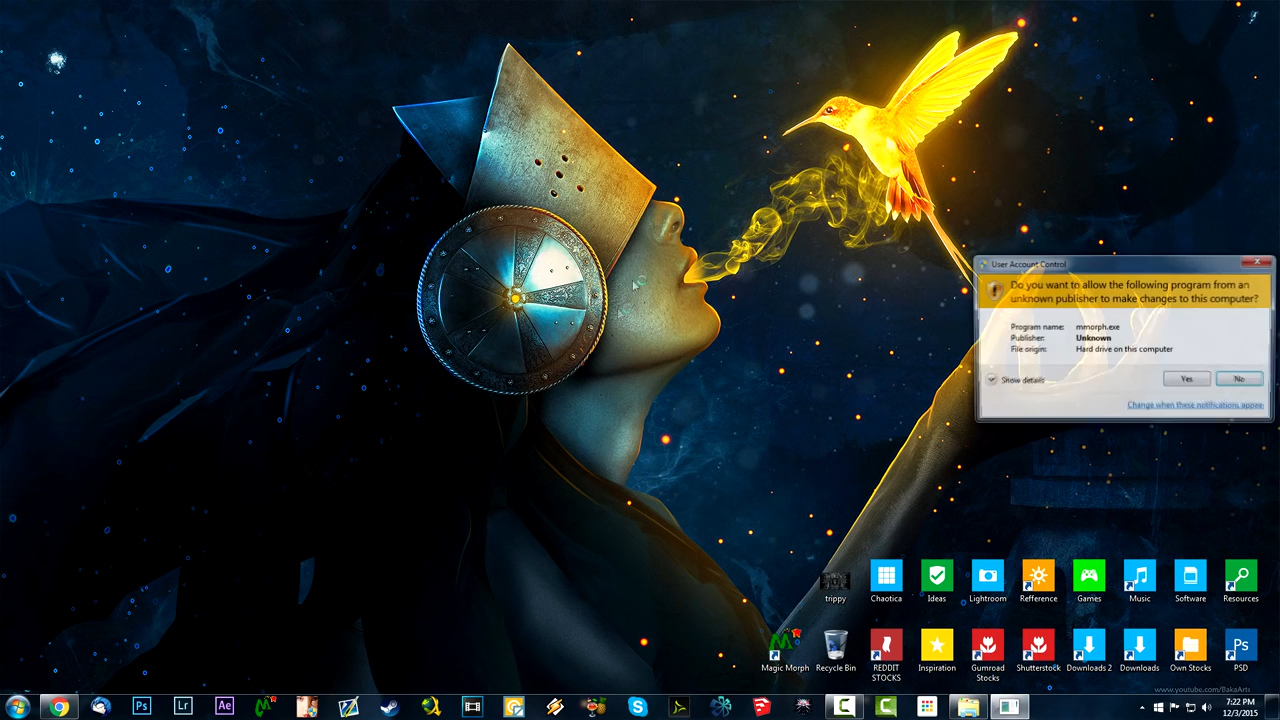 User Account Control
Do you want to allow the following program from an
unknown publisher to make changes to this computer?
Program name: mmorph.exe
Publisher: Unknown
File origin: Hard drive on this computer
Show details
Yes
No
Change when these notifications appear
trippy
Chaotica
Ideas
Lightroom
Refference
Games
Music
Software
Resources
Magic Morph
Recycle Bin
REDDIT
STOCKS
Inspiration
Gumroad
Stocks
Shutterstock
Downloads 2
Downloads
Own Stocks
PSD
Ps
www.youtube.com/BakaArts
Ps
Lr
Ae
7:22 PM
12/3/2015